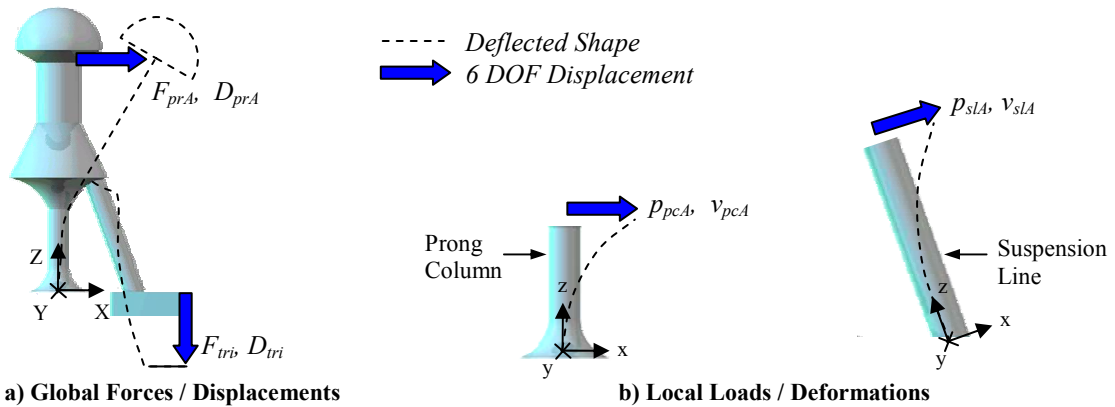 Deflected Shape
6 DOF Displacement
F_prA, D_prA
Z
Y
X
F_tri, D_tri
a) Global Forces / Displacements
p_pcA, v_pcA
Prong
Column
z
x
y
p_slA, v_slA
Suspension
Line
z
x
y
b) Local Loads / Deformations